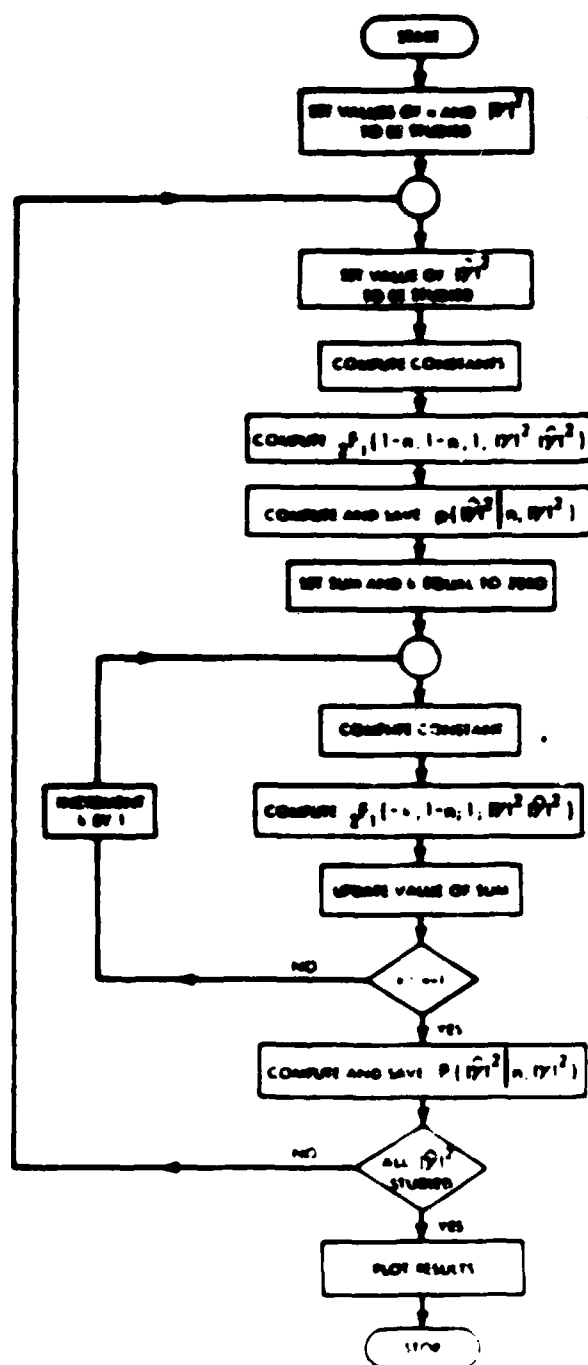 START
SET VALUES OF n AND |γ|²
TO BE STUDIED
SET VALUE OF |γ̂|²
TO BE STUDIED
COMPUTE CONSTANTS
COMPUTE ₂F₁(1-n, 1-n, 1, |γ|² |γ̂|²)
COMPUTE AND SAVE p(|γ̂|² | n, |γ|²)
SET SUM AND k EQUAL TO ZERO
COMPUTE CONSTANT
INCREMENT
k BY 1
COMPUTE ₂F₁(-k, 1-n; 1; |γ|² |γ̂|²)
UPDATE VALUE OF SUM
NO
YES
COMPUTE AND SAVE P(|γ̂|² | n, |γ|²)
NO
ALL |γ̂|²
STUDIED
YES
PLOT RESULTS
STOP